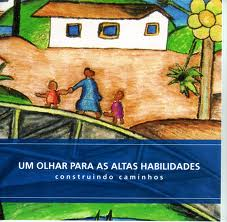 UM OLHAR PARA AS ALTAS HABILIDADES
construindo caminhos